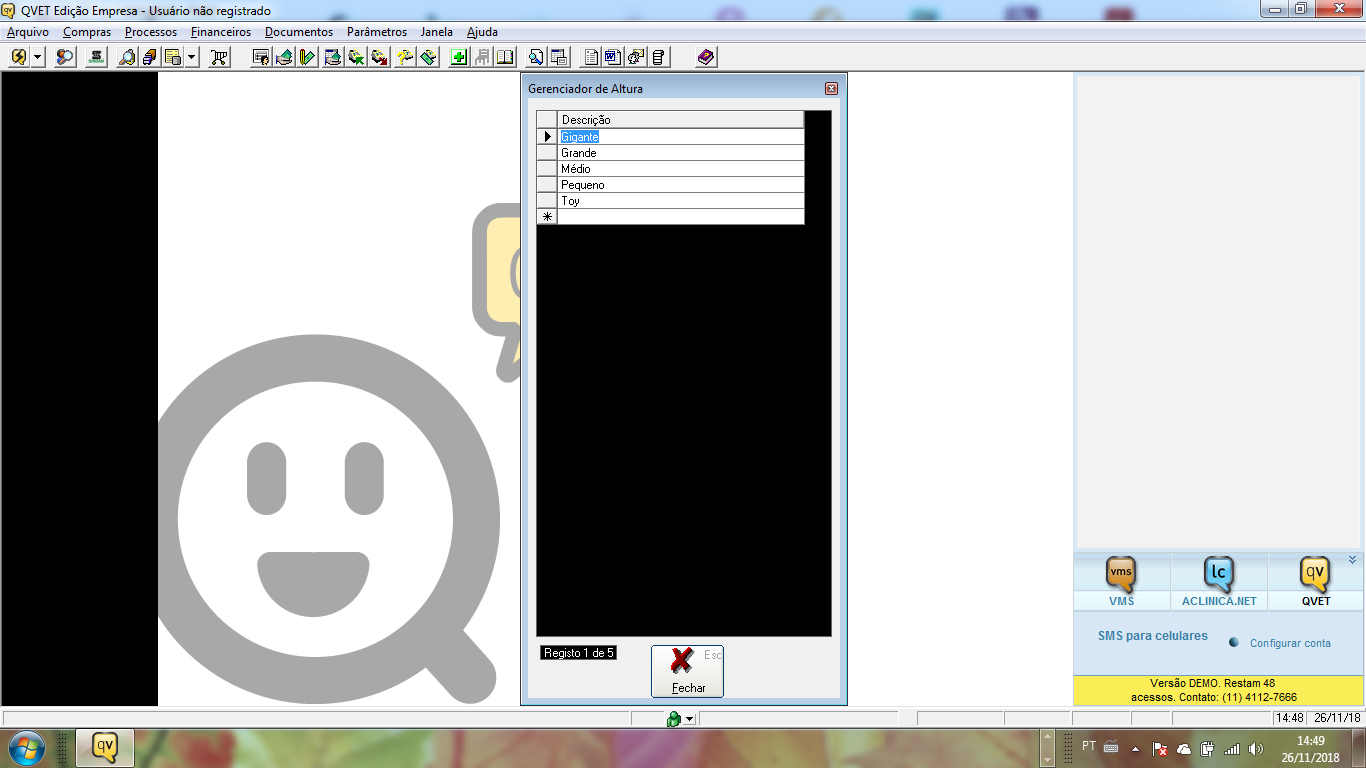 QVET Edição Empresa - Usuário não registrado
Arquivo Compras Processos Financeiros Documentos Parâmetros Janela Ajuda
Gerenciador de Altura
Descrição
Gigante
Grande
Médio
Pequeno
Toy
Registo 1 de 5
Esc
Fechar
vms
lc
qv
VMS
ACLINICA.NET
QVET
SMS para celulares
Configurar conta
Versão DEMO. Restam 48
acessos. Contato: (11) 4112-7666
14:48 26/11/18
qv
PT
14:49
26/11/2018